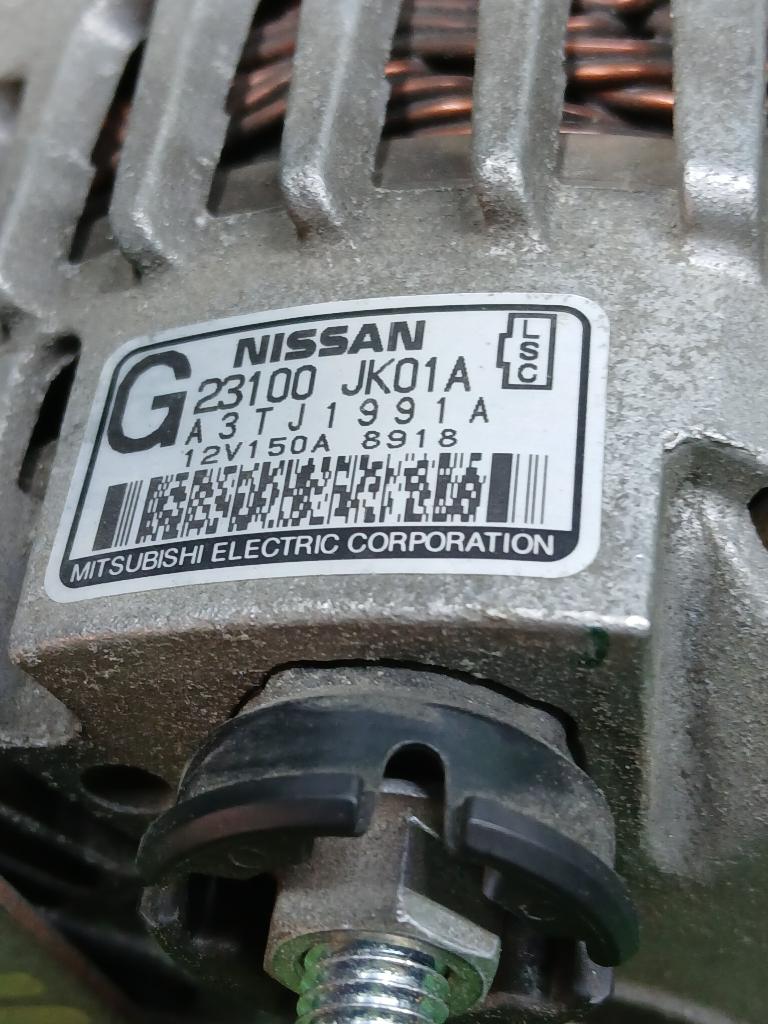 NISSAN
LSC
G
23100 JK01A
A3TJ1991A
12V150A 8918
MITSUBISHI ELECTRIC CORPORATION